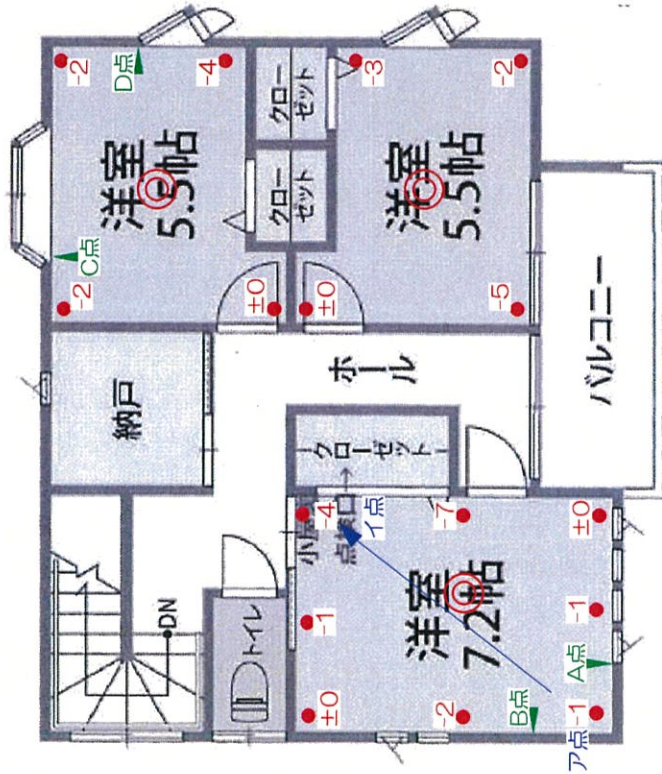 D点
-2
-4
洋室
5.5帖
C点
-2
±0
クロー
ゼット
クロー
ゼット
-3
-2
洋室
5.5帖
±0
-5
納戸
ホール
バルコニー
クローゼット
DN
トイレ
小屋裏
点検口
-4
イ点
-7
±0
-1
洋室
7.2帖
-1
±0
-2
B点
A点
-1
ア点